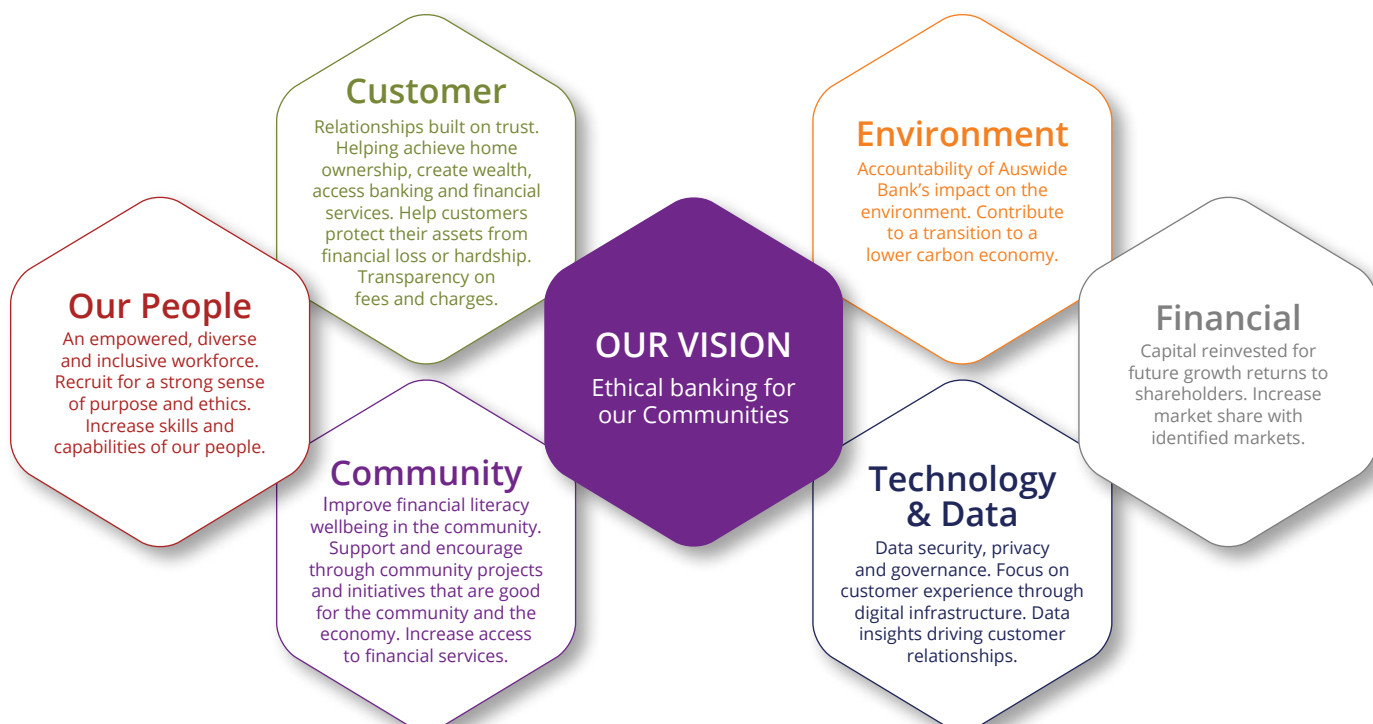 Customer
Relationships built on trust.
Helping achieve home
ownership, create wealth,
access banking and financial
services. Help customers
protect their assets from
financial loss or hardship.
Transparency on
fees and charges.
Environment
Accountability of Auswide
Bank's impact on the
environment. Contribute
to a transition to a
lower carbon economy.
Our People
An empowered, diverse
and inclusive workforce.
Recruit for a strong sense
of purpose and ethics.
Increase skills and
capabilities of our people.
OUR VISION
Ethical banking for
our Communities
Financial
Capital reinvested for
future growth returns to
shareholders. Increase
market share with
identified markets.
Community
Improve financial literacy
wellbeing in the community.
Support and encourage
through community projects
and initiatives that are good
for the community and the
economy. Increase access
to financial services.
Technology
& Data
Data security, privacy
and governance. Focus on
customer experience through
digital infrastructure. Data
insights driving customer
relationships.